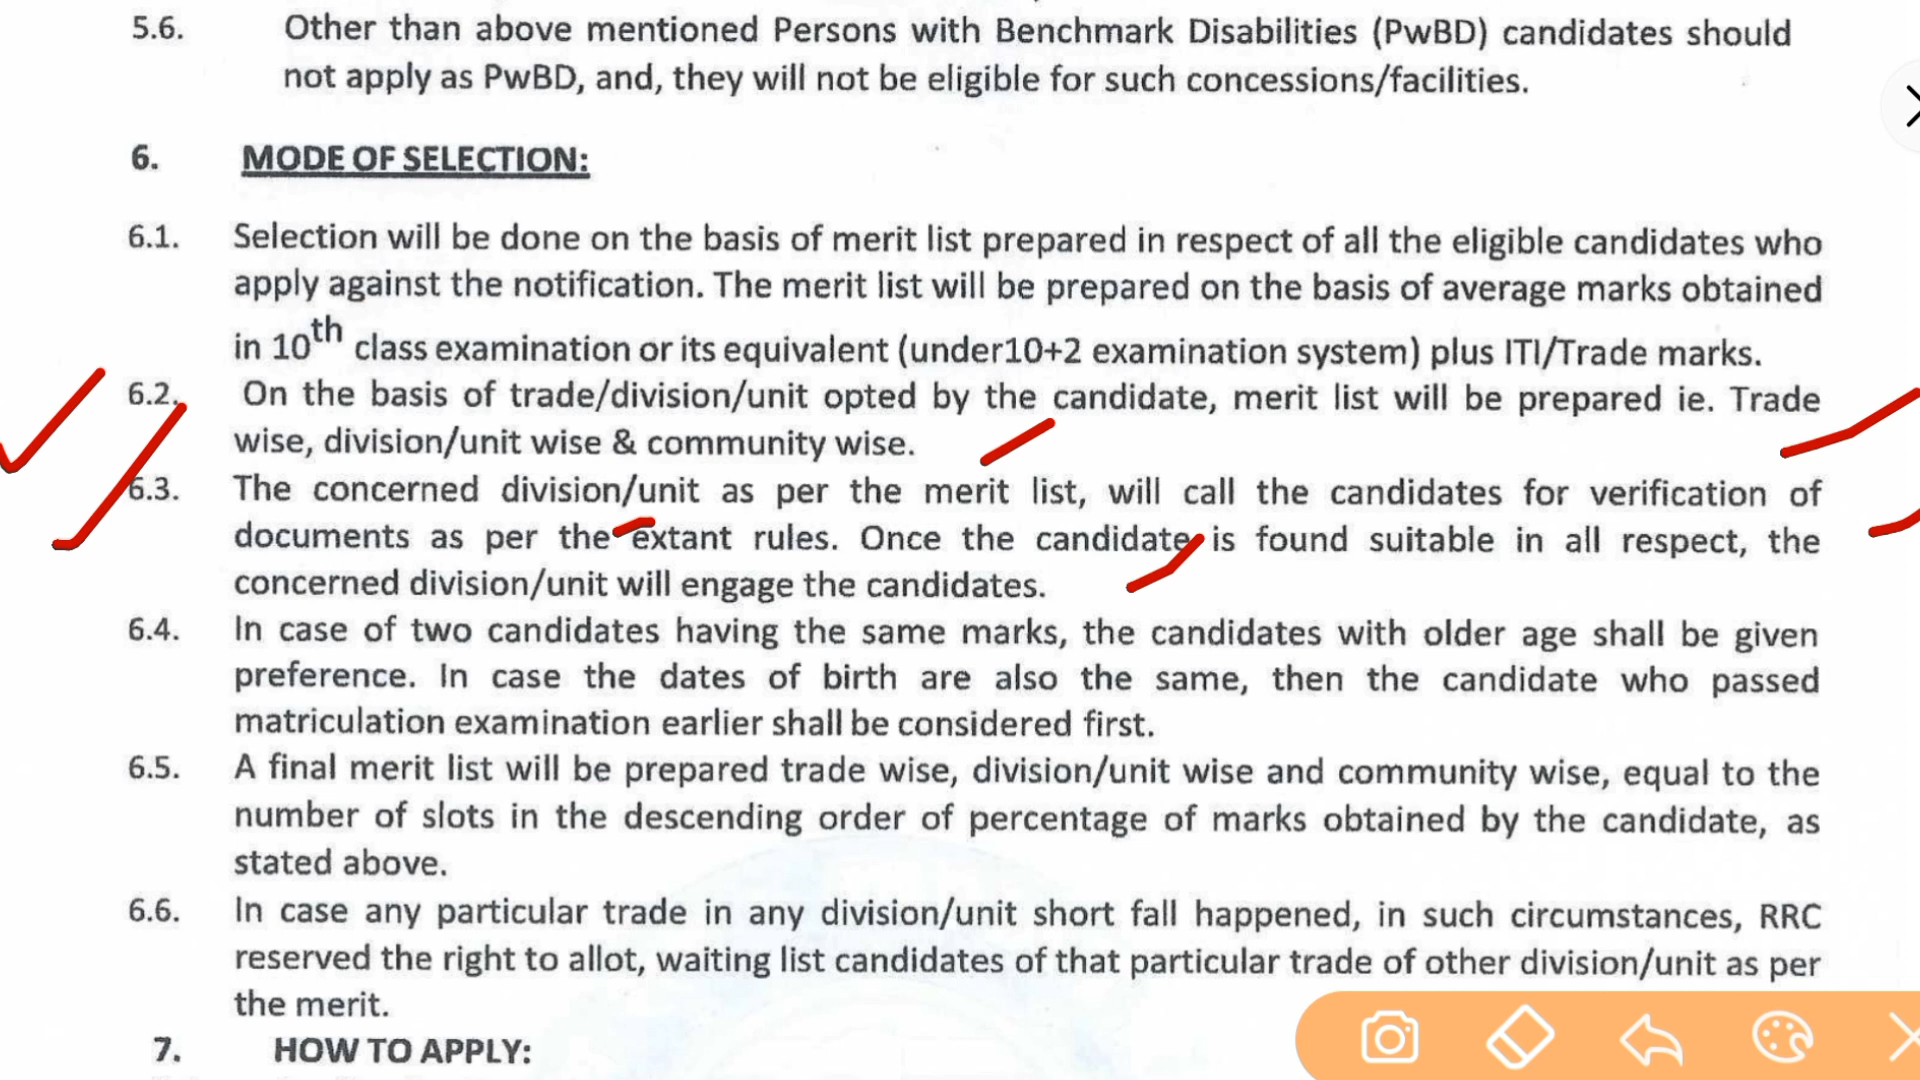 5.6. Other than above mentioned Persons with Benchmark Disabilities (PwBD) candidates should
not apply as PwBD, and, they will not be eligible for such concessions/facilities.
6. MODE OF SELECTION:
6.1. Selection will be done on the basis of merit list prepared in respect of all the eligible candidates who
apply against the notification. The merit list will be prepared on the basis of average marks obtained
in 10th class examination or its equivalent (under10+2 examination system) plus ITI/Trade marks.
6.2. On the basis of trade/division/unit opted by the candidate, merit list will be prepared ie. Trade
wise, division/unit wise & community wise.
6.3. The concerned division/unit as per the merit list, will call the candidates for verification of
documents as per the extant rules. Once the candidate is found suitable in all respect, the
concerned division/unit will engage the candidates.
6.4. In case of two candidates having the same marks, the candidates with older age shall be given
preference. In case the dates of birth are also the same, then the candidate who passed
matriculation examination earlier shall be considered first.
6.5. A final merit list will be prepared trade wise, division/unit wise and community wise, equal to the
number of slots in the descending order of percentage of marks obtained by the candidate, as
stated above.
6.6. In case any particular trade in any division/unit short fall happened, in such circumstances, RRC
reserved the right to allot, waiting list candidates of that particular trade of other division/unit as per
the merit.
7. HOW TO APPLY: